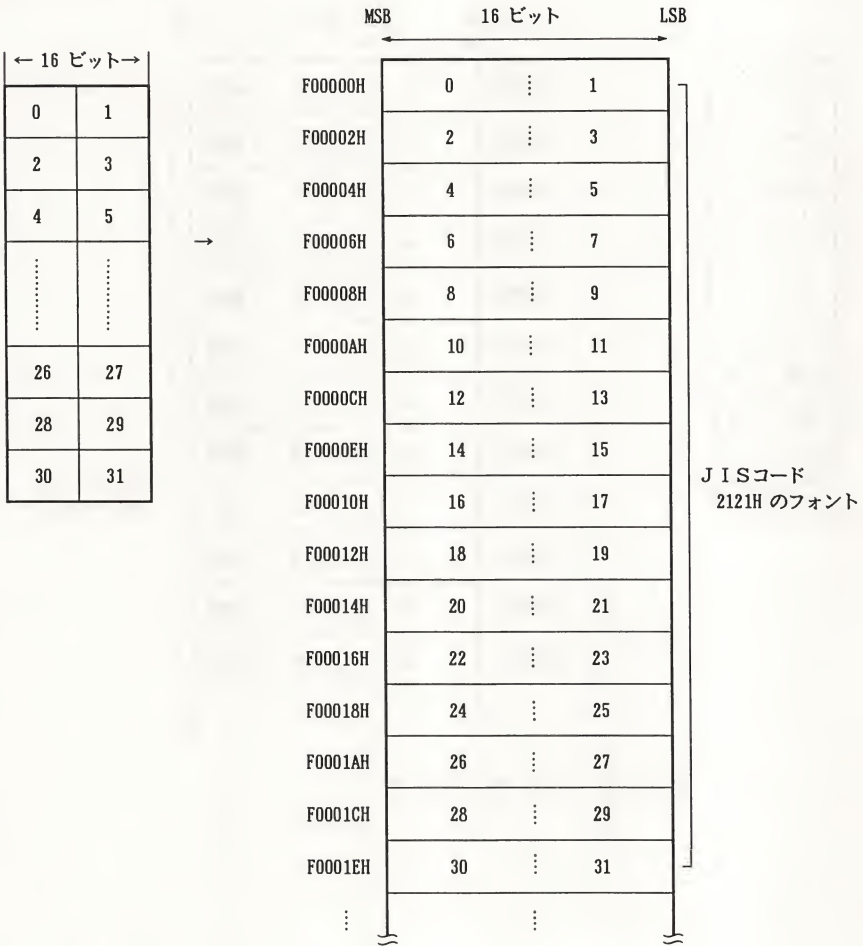 MSB 16 ビット LSB
← 16 ビット→
0 1
2 3
4 5
26 27
28 29
30 31
→
F00000H 0 1
F00002H 2 3
F00004H 4 5
F00006H 6 7
F00008H 8 9
F0000AH 10 11
F0000CH 12 13
F0000EH 14 15
F00010H 16 17
F00012H 18 19
F00014H 20 21
F00016H 22 23
F00018H 24 25
F0001AH 26 27
F0001CH 28 29
F0001EH 30 31
JISコード
2121H のフォント